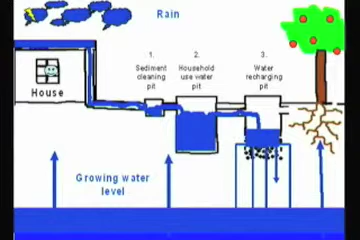 Rain
1.
Sediment
cleaning
pit
2.
Household
use water
pit
3.
Water
recharging
pit
House
Growing water
level